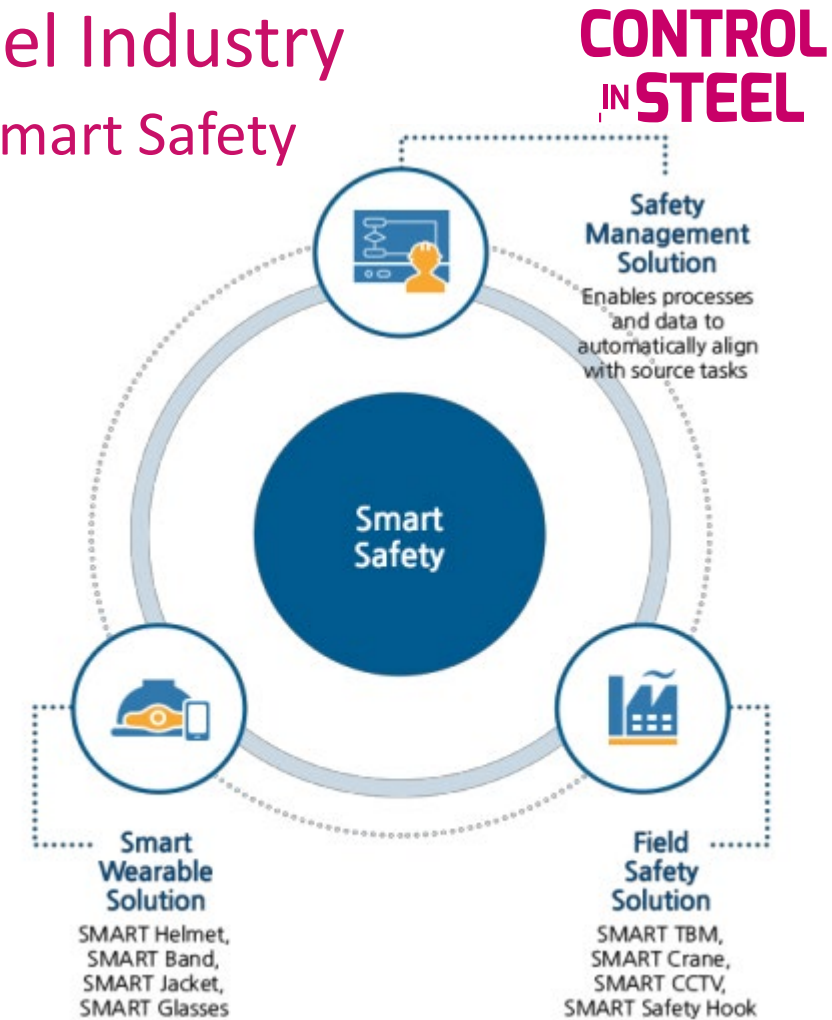 el Industry
mart Safety
CONTROL
IN STEEL
Safety
Management
Solution
Enables processes
and data to
automatically align
with source tasks
Smart
Safety
Smart
Wearable
Solution
SMART Helmet,
SMART Band,
SMART Jacket,
SMART Glasses
Field
Safety
Solution
SMART TBM,
SMART Crane,
SMART CCTV,
SMART Safety Hook